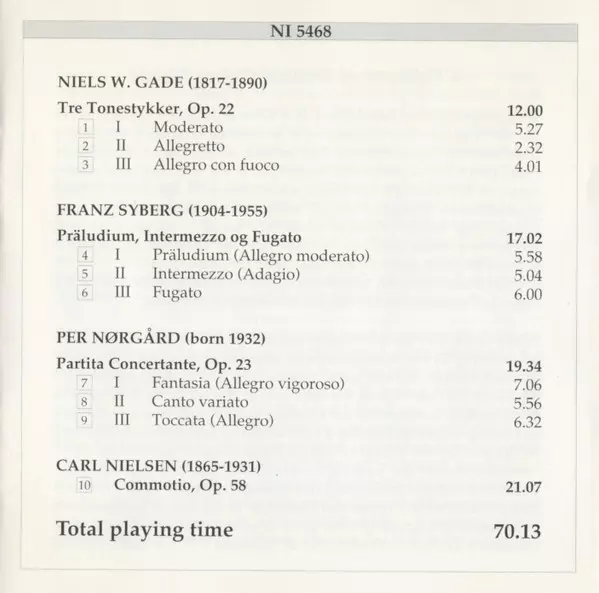 NI 5468
NIELS W. GADE (1817-1890)
Tre Tonestykker, Op. 22 12.00
1 I Moderato 5.27
2 II Allegretto 2.32
3 III Allegro con fuoco 4.01
FRANZ SYBERG (1904-1955)
Präludium, Intermezzo og Fugato 17.02
4 I Präludium (Allegro moderato) 5.58
5 II Intermezzo (Adagio) 5.04
6 III Fugato 6.00
PER NØRGÅRD (born 1932)
Partita Concertante, Op. 23 19.34
7 I Fantasia (Allegro vigoroso) 7.06
8 II Canto variato 5.56
9 III Toccata (Allegro) 6.32
CARL NIELSEN (1865-1931)
10 Commotio, Op. 58 21.07
Total playing time 70.13